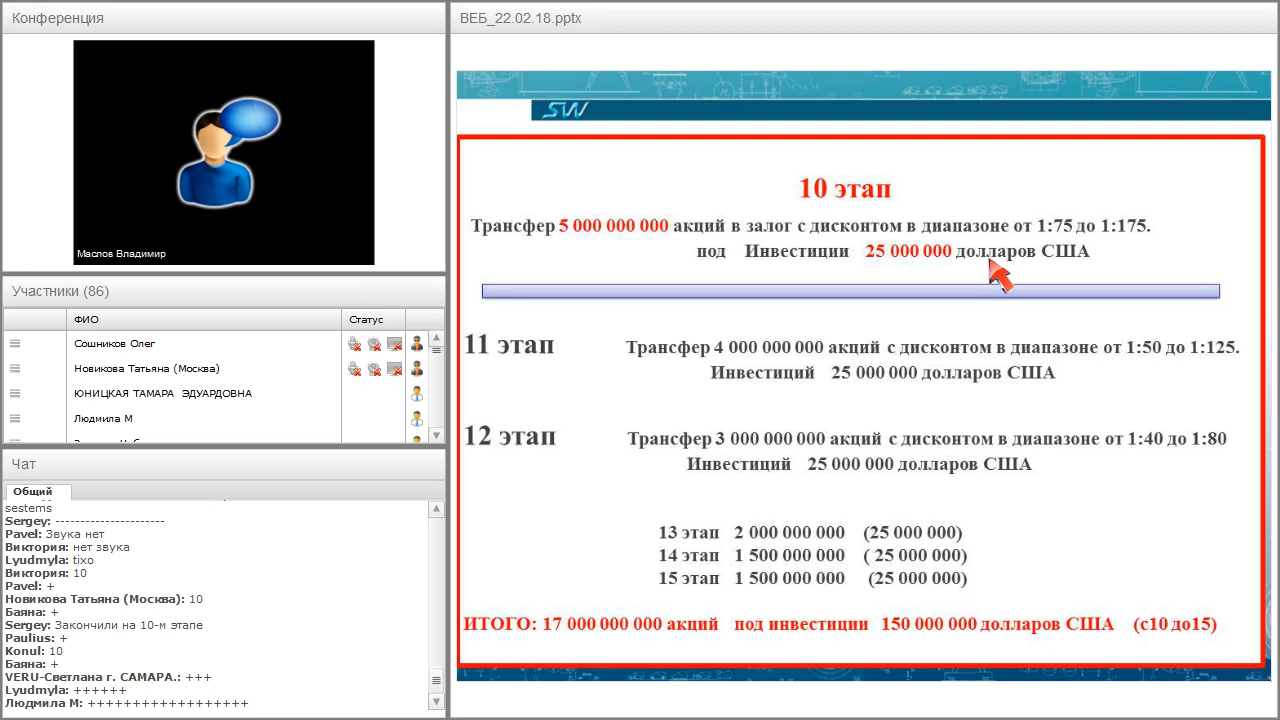 Конференция
Маслов Владимир
Участники (86)
ФИО
Статус
Сошников Олег
Новикова Татьяна (Москва)
ЮНИЦКАЯ ТАМАРА ЭДУАРДОВНА
Людмила М
Чат
Общий
sestems
Sergey: ----------------------
Pavel: Звука нет
Виктория: нет звука
Lyudmyla: tixo
Виктория: 10
Pavel: +
Новикова Татьяна (Москва): 10
Баяна: +
Sergey: Закончили на 10-м этапе
Paulius: +
Konul: 10
Баяна: +
VERU-Светлана г. САМАРА.: +++
Lyudmyla: ++++++
Людмила М: ++++++++++++++++++
ВЕБ_22.02.18.pptx
SW
10 этап
Трансфер 5 000 000 000 акций в залог с дисконтом в диапазоне от 1:75 до 1:175.
под Инвестиции 25 000 000 долларов США
11 этап Трансфер 4 000 000 000 акций с дисконтом в диапазоне от 1:50 до 1:125.
Инвестиций 25 000 000 долларов США
12 этап Трансфер 3 000 000 000 акций с дисконтом в диапазоне от 1:40 до 1:80
Инвестиций 25 000 000 долларов США
13 этап 2 000 000 000 (25 000 000)
14 этап 1 500 000 000 ( 25 000 000)
15 этап 1 500 000 000 (25 000 000)
ИТОГО: 17 000 000 000 акций под инвестиции 150 000 000 долларов США (с10 до15)